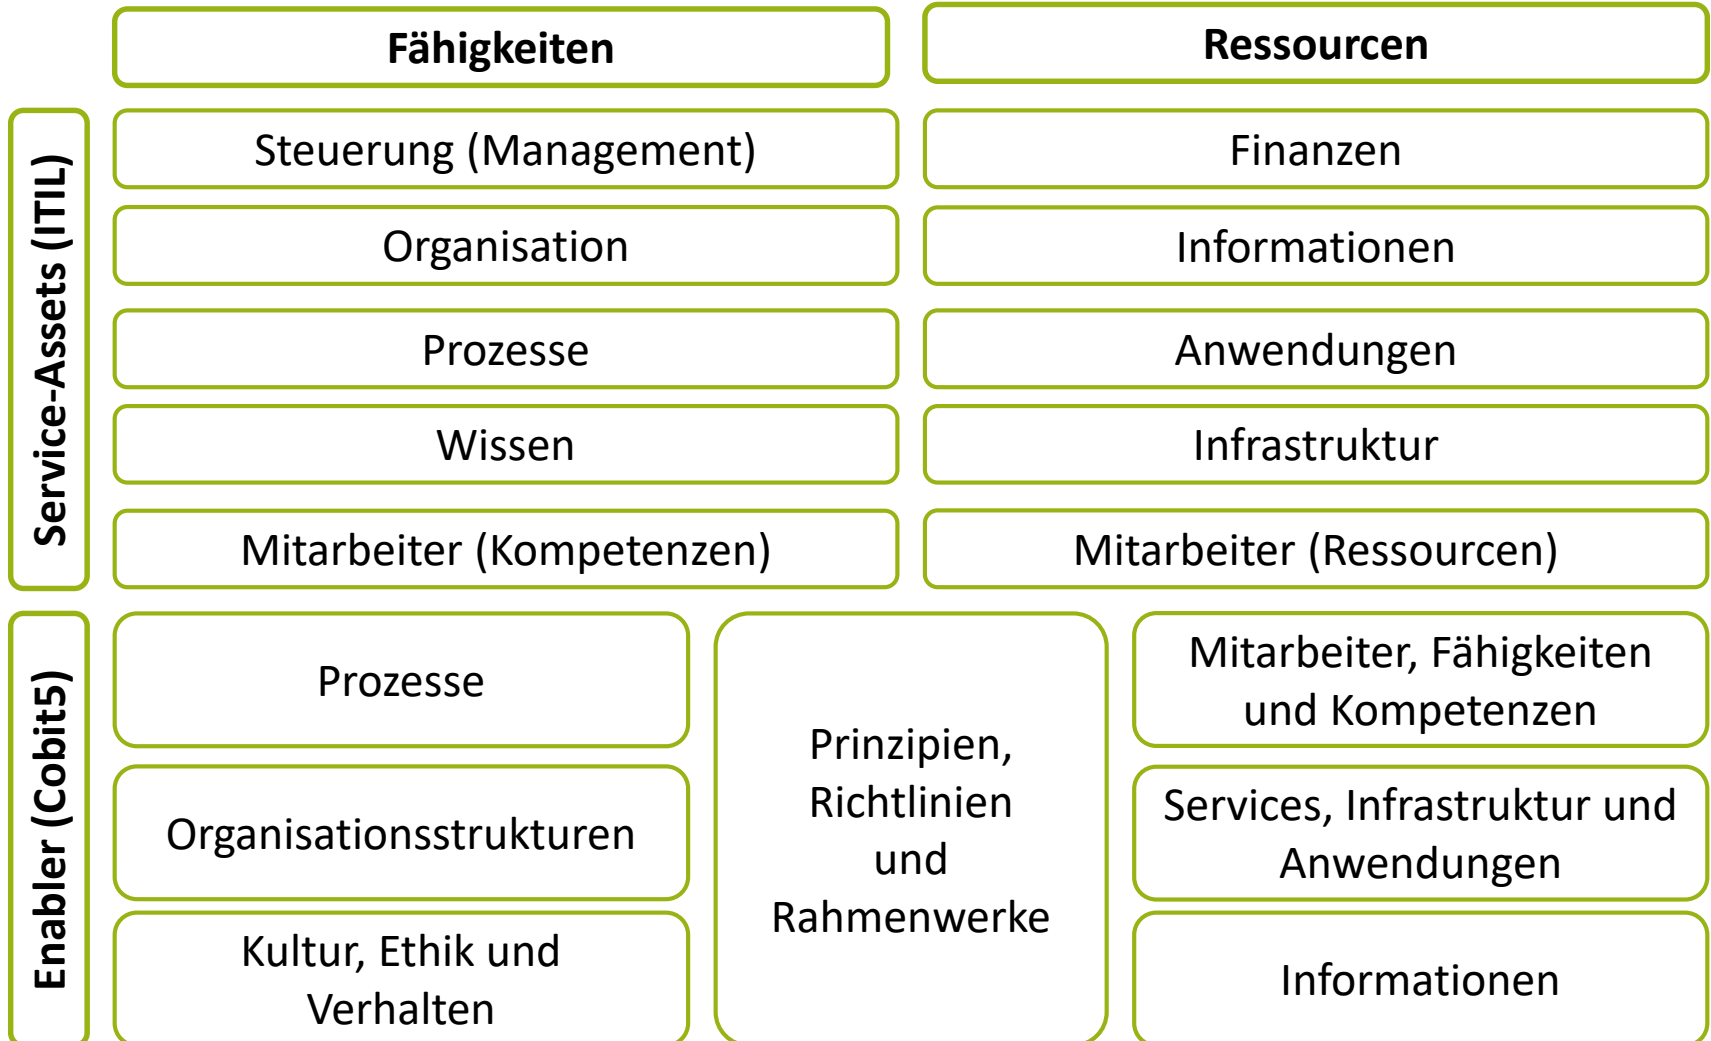 Fähigkeiten
Ressourcen
Service-Assets (ITIL)
Steuerung (Management)
Finanzen
Organisation
Informationen
Prozesse
Anwendungen
Wissen
Infrastruktur
Mitarbeiter (Kompetenzen)
Mitarbeiter (Ressourcen)
Enabler (Cobit5)
Prozesse
Organisationsstrukturen
Kultur, Ethik und
Verhalten
Prinzipien,
Richtlinien
und
Rahmenwerke
Mitarbeiter, Fähigkeiten
und Kompetenzen
Services, Infrastruktur und
Anwendungen
Informationen